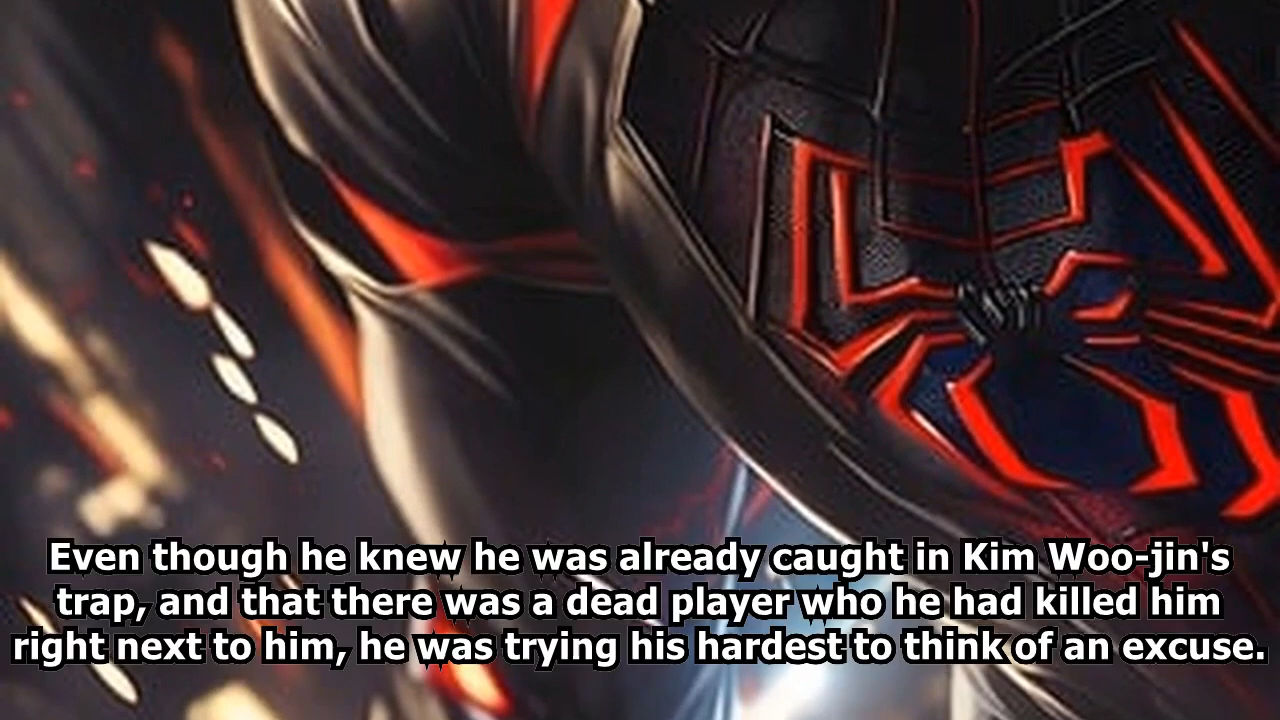 Even though he knew he was already caught in Kim Woo-jin's
trap, and that there was a dead player who he had killed him
right next to him, he was trying his hardest to think of an excuse.